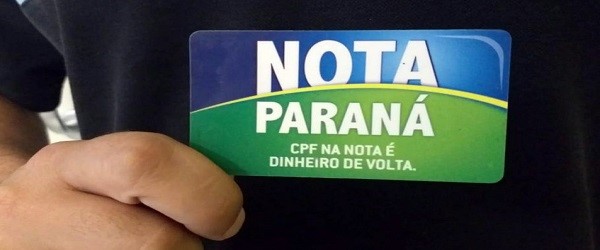 NOTA
PARANÁ
CPF NA NOTA É
DINHEIRO DE VOLTA.